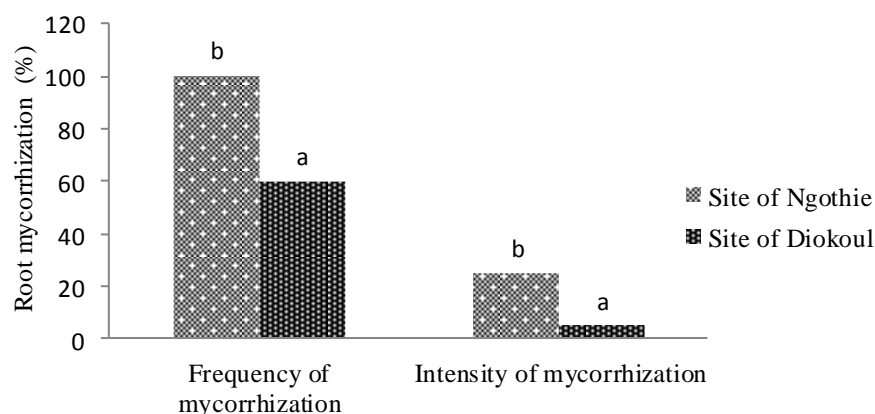 120
100
80
60
40
20
0
Root mycorrhization (%)
b
a
b
a
Frequency of
mycorrhization
Intensity of mycorrhization
Site of Ngothie
Site of Diokoul